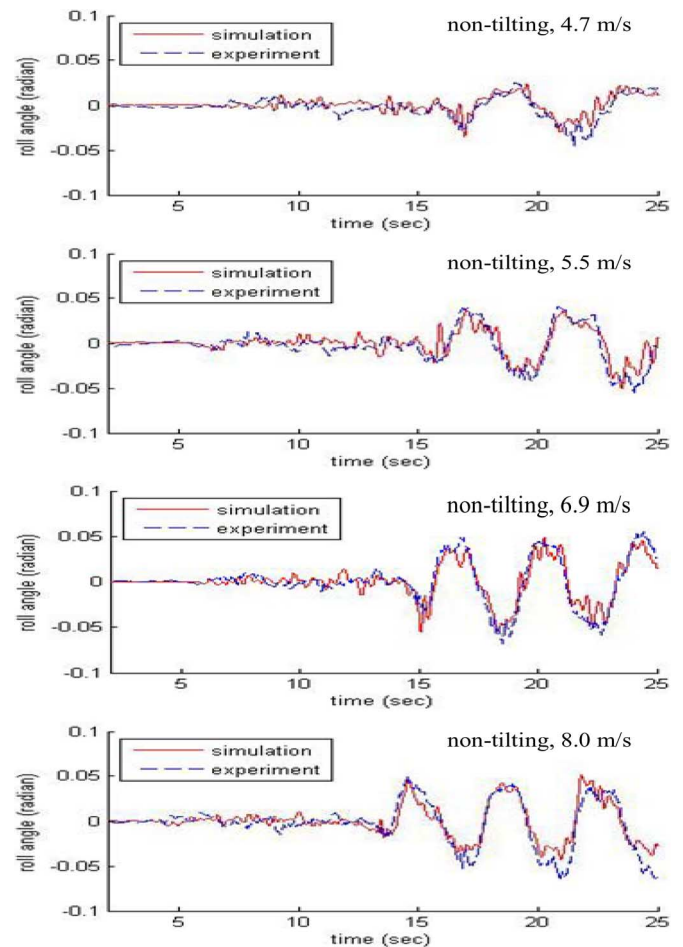 0.1
simulation
experiment
non-tilting, 4.7 m/s
0.05
0
-0.05
-0.1
roll angle (radian)
5 10 15 20 25
time (sec)
0.1
simulation
experiment
non-tilting, 5.5 m/s
0.05
0
-0.05
-0.1
roll angle (radian)
5 10 15 20 25
time (sec)
0.1
simulation
experiment
non-tilting, 6.9 m/s
0.05
0
-0.05
-0.1
roll angle (radian)
5 10 15 20 25
time (sec)
0.1
simulation
experiment
non-tilting, 8.0 m/s
0.05
0
-0.05
-0.1
roll angle (radian)
5 10 15 20 25
time (sec)